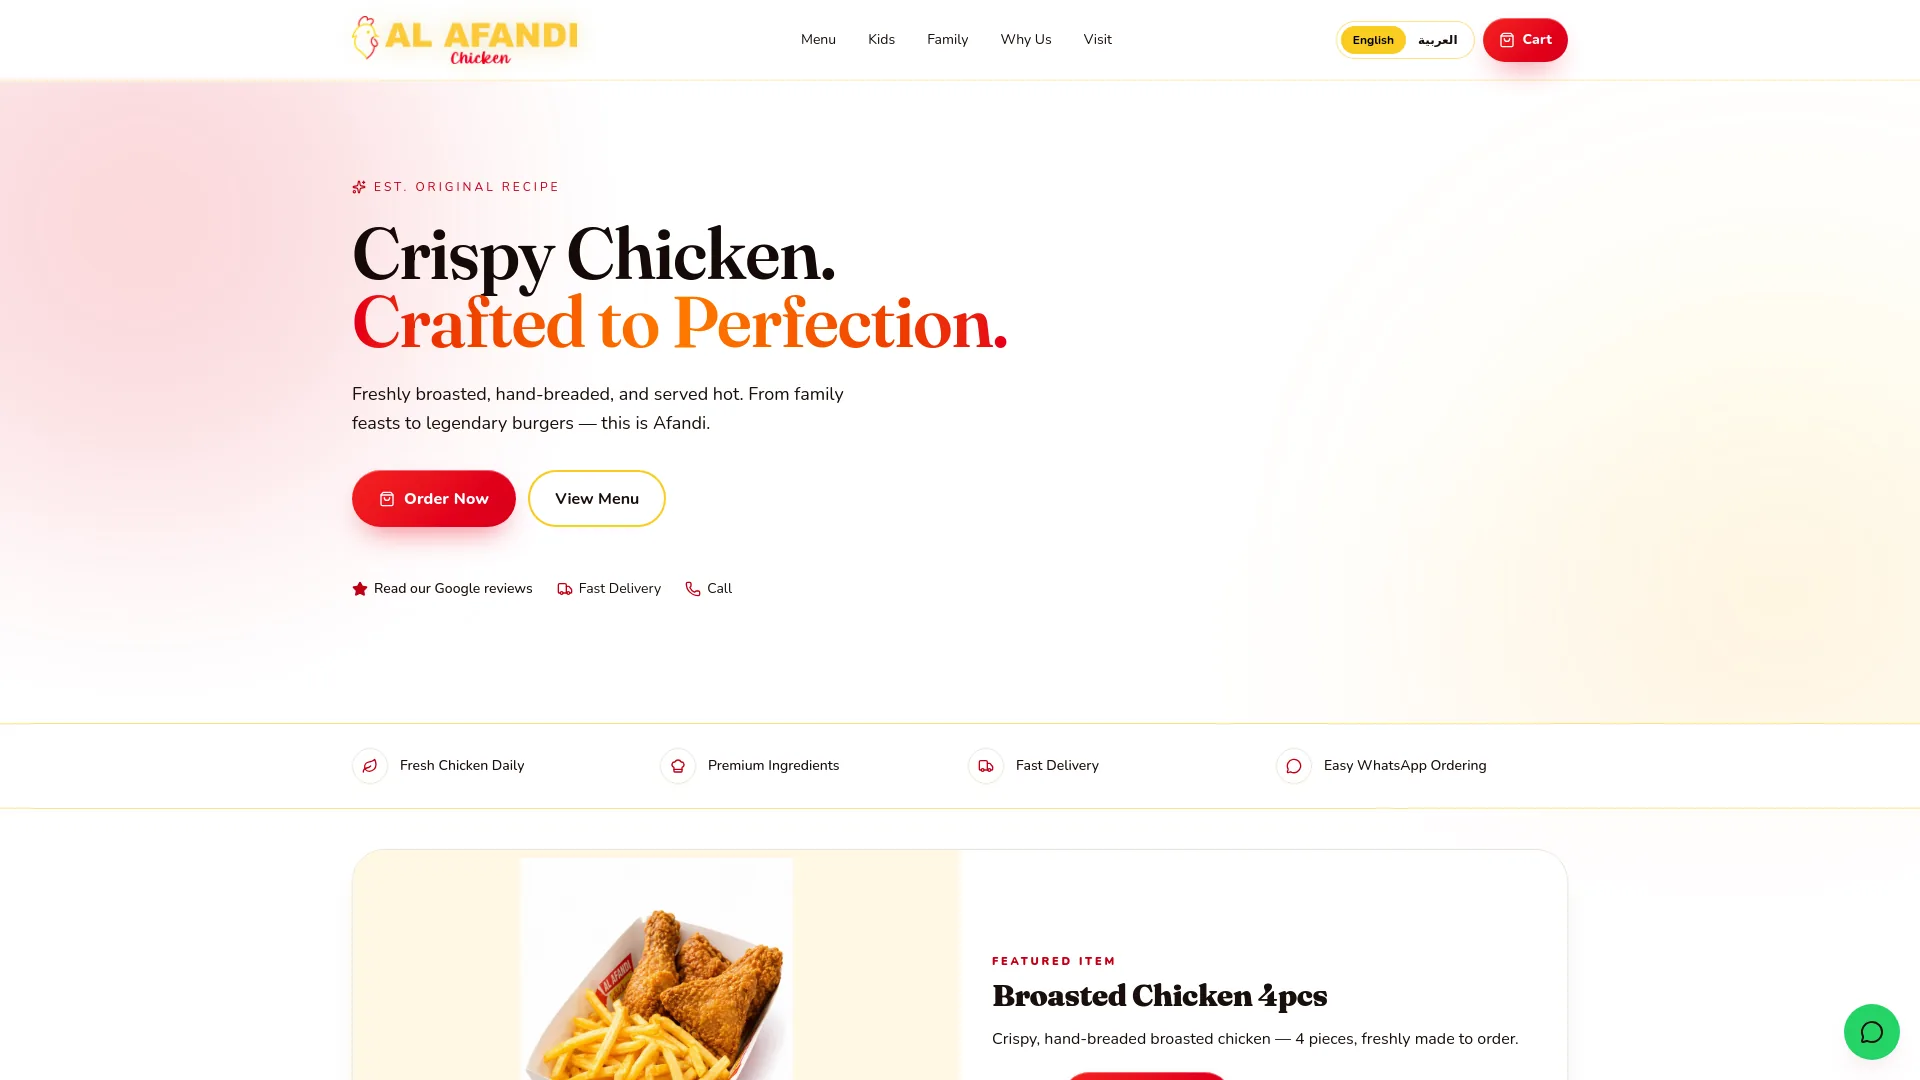 AL AFANDI
Chicken
Menu
Kids
Family
Why Us
Visit
English
العربية
Cart
EST. ORIGINAL RECIPE
Crispy Chicken.
Crafted to Perfection.
Freshly broasted, hand-breaded, and served hot. From family
feasts to legendary burgers — this is Afandi.
Order Now
View Menu
Read our Google reviews
Fast Delivery
Call
Fresh Chicken Daily
Premium Ingredients
Fast Delivery
Easy WhatsApp Ordering
AL AFANDI
FEATURED ITEM
Broasted Chicken 4pcs
Crispy, hand-breaded broasted chicken — 4 pieces, freshly made to order.